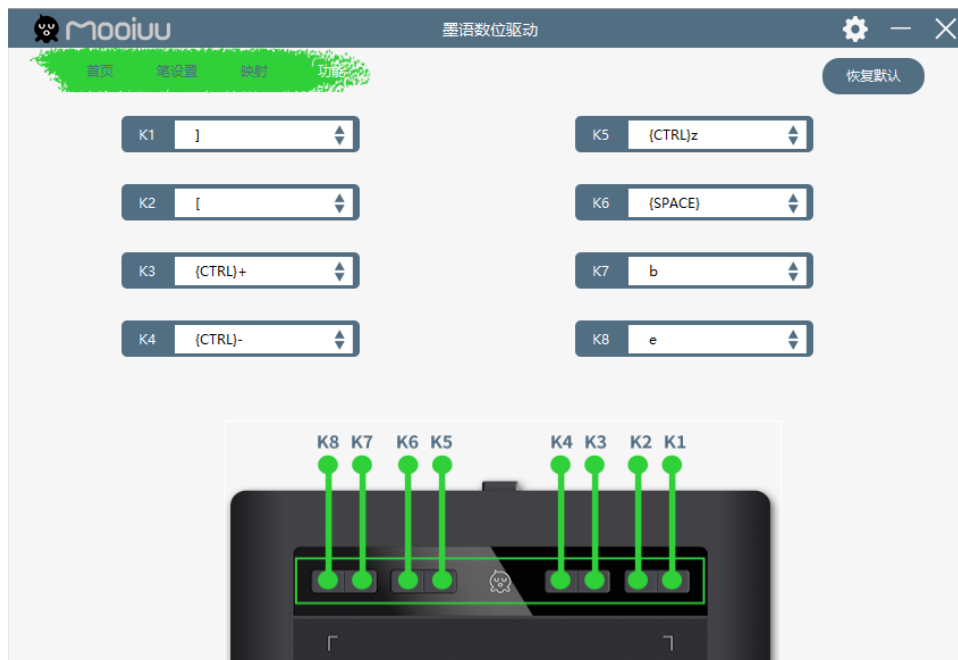 Mooiuu 墨语数位驱动
首页 笔设置 映射 功能 恢复默认
K1 ] K5 {CTRL}z
K2 [ K6 {SPACE}
K3 {CTRL}+ K7 b
K4 {CTRL}- K8 e
K8 K7 K6 K5 K4 K3 K2 K1